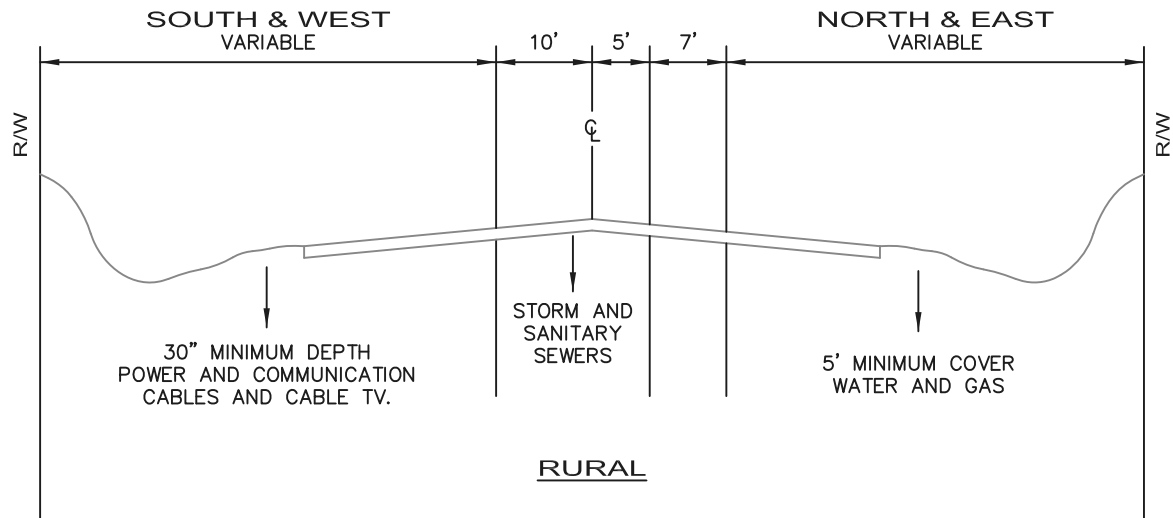 SOUTH & WEST
VARIABLE
10’
5’
7’
NORTH & EAST
VARIABLE
R/W
℄
R/W
30” MINIMUM DEPTH
POWER AND COMMUNICATION
CABLES AND CABLE TV.
STORM AND
SANITARY
SEWERS
5’ MINIMUM COVER
WATER AND GAS
RURAL